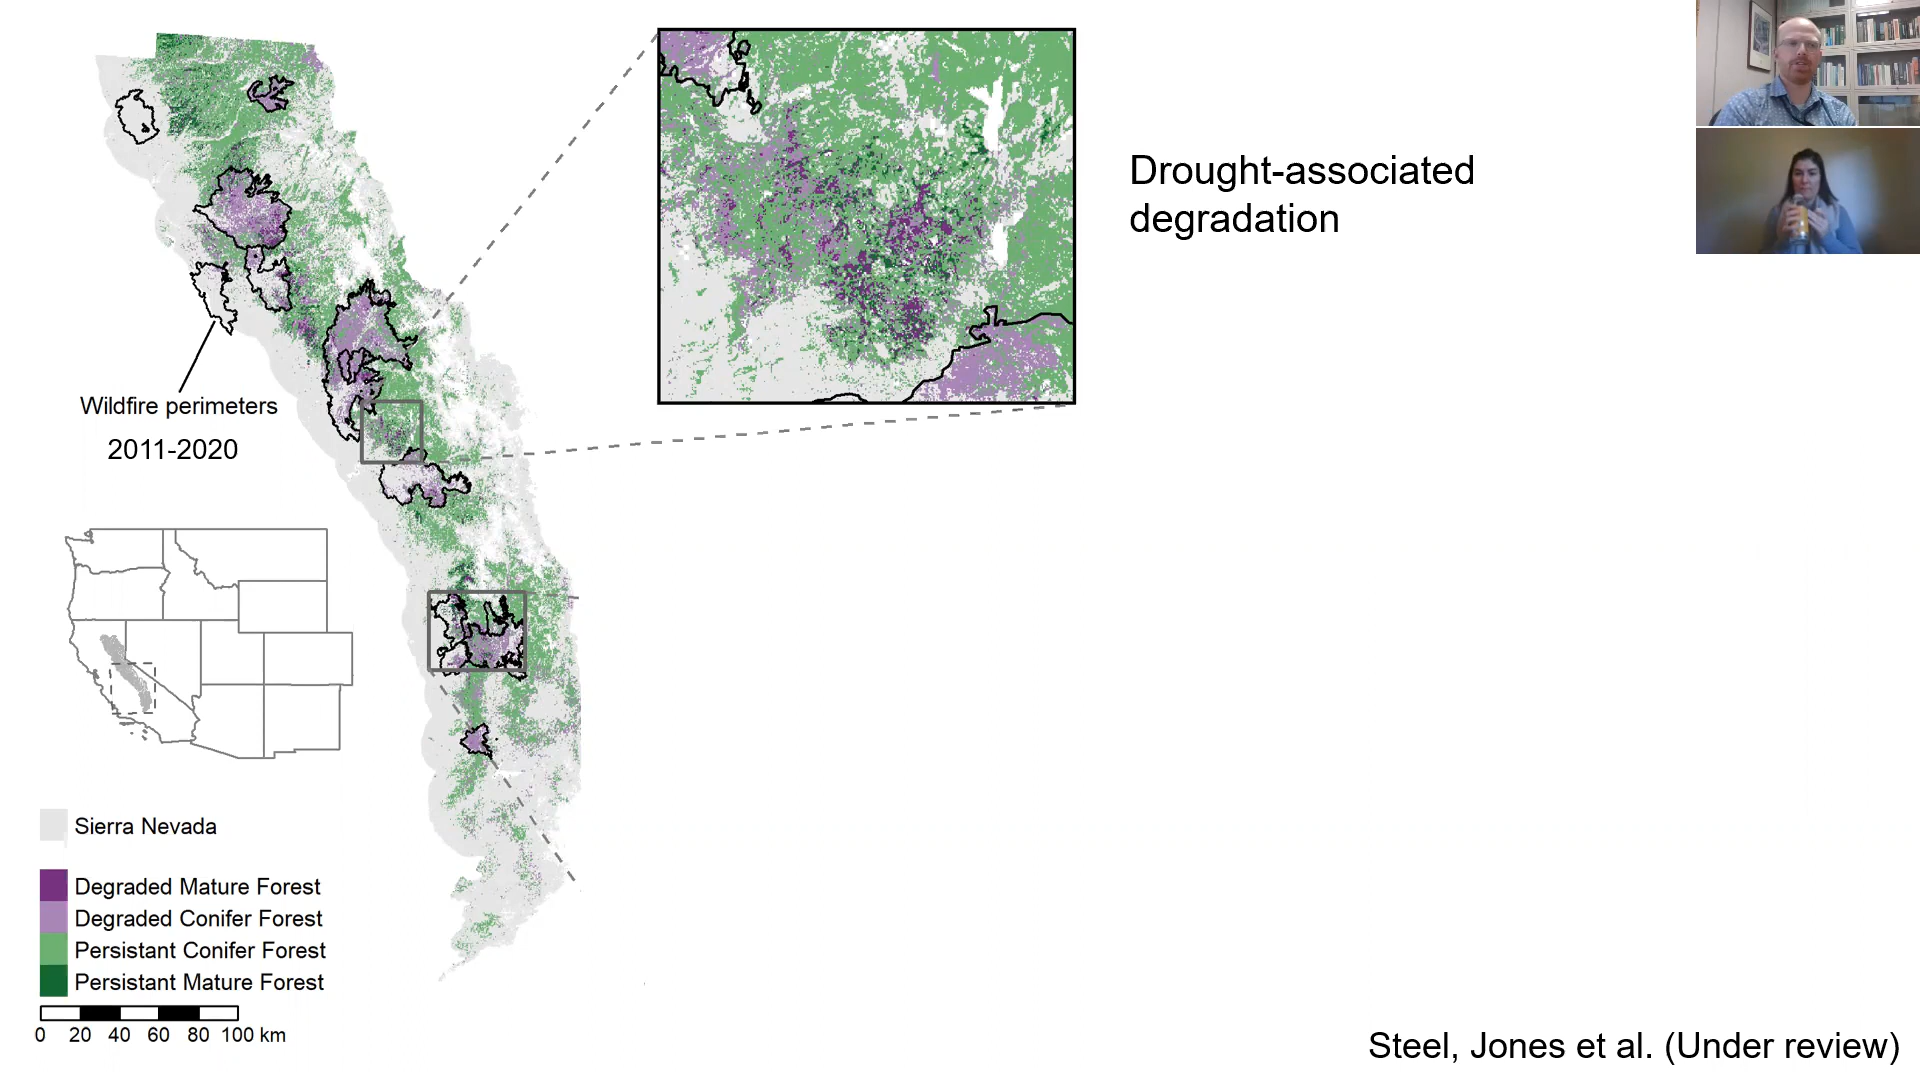 Drought-associated
degradation
Wildfire perimeters
2011-2020
Sierra Nevada
Degraded Mature Forest
Degraded Conifer Forest
Persistant Conifer Forest
Persistant Mature Forest
0 20 40 60 80 100 km
Steel, Jones et al. (Under review)